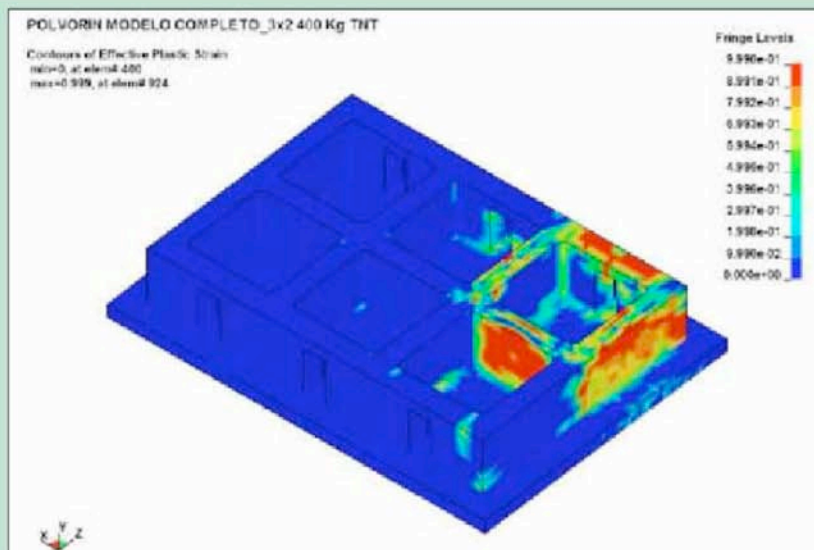 POLVORIN MODELO COMPLETO_3x2 400 Kg TNT
Contours of Effective Plastic Strain
min=0, at elem# 400
max=0.999, at elem# 924
Fringe Levels
9.990e-01
8.991e-01
7.992e-01
6.993e-01
5.994e-01
4.995e-01
3.996e-01
2.997e-01
1.998e-01
9.990e-02
0.000e+00
X Y Z